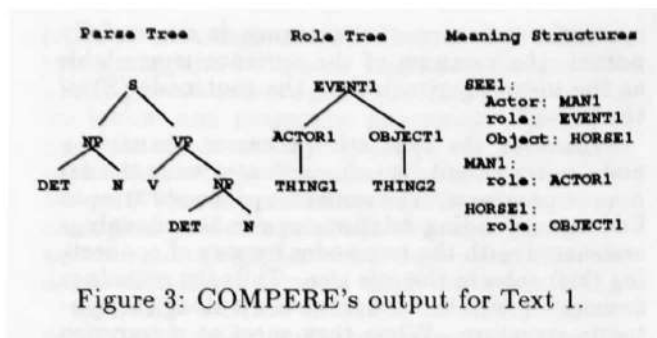 Parse Tree Role Tree Meaning Structures
S EVENT1 SEE1:
Actor: MAN1
role: EVENT1
NP VP ACTOR1 OBJECT1 Object: HORSE1
MAN1:
role: ACTOR1
DET N V NP THING1 THING2
HORSE1:
role: OBJECT1
DET N
Figure 3: COMPERE's output for Text 1.